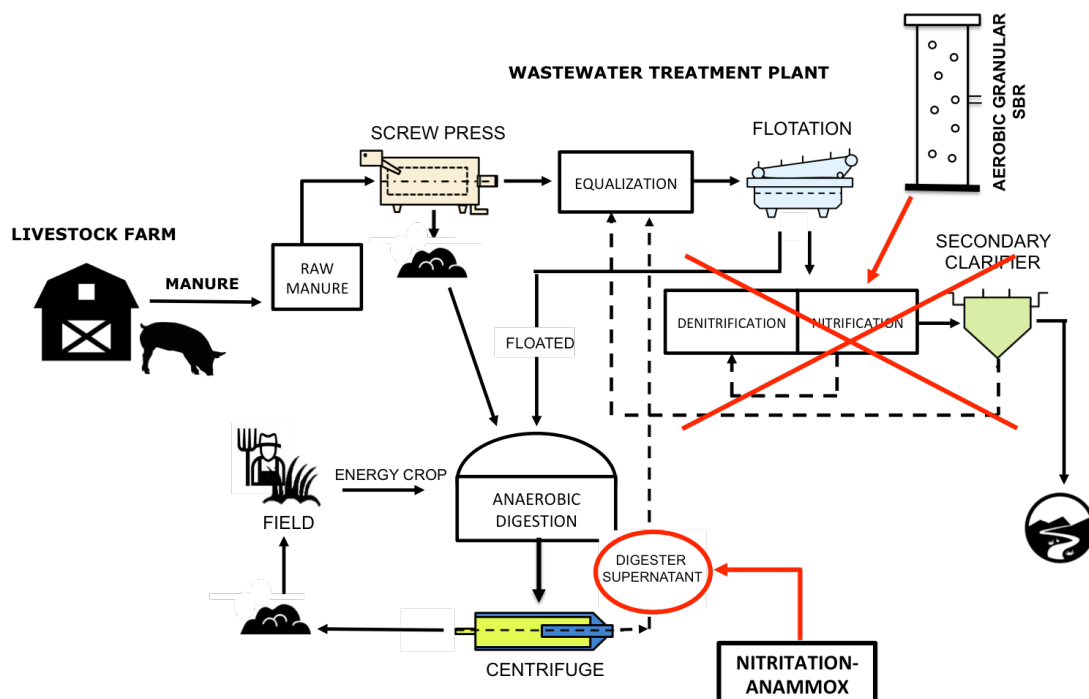 WASTEWATER TREATMENT PLANT
AEROBIC GRANULAR
SBR
SCREW PRESS
FLOTATION
EQUALIZATION
LIVESTOCK FARM
SECONDARY
CLARIFIER
MANURE
RAW
MANURE
DENITRIFICATION
NITRIFICATION
FLOATED
ENERGY CROP
ANAEROBIC
DIGESTION
FIELD
DIGESTER
SUPERNATANT
CENTRIFUGE
NITRITATION-
ANAMMOX